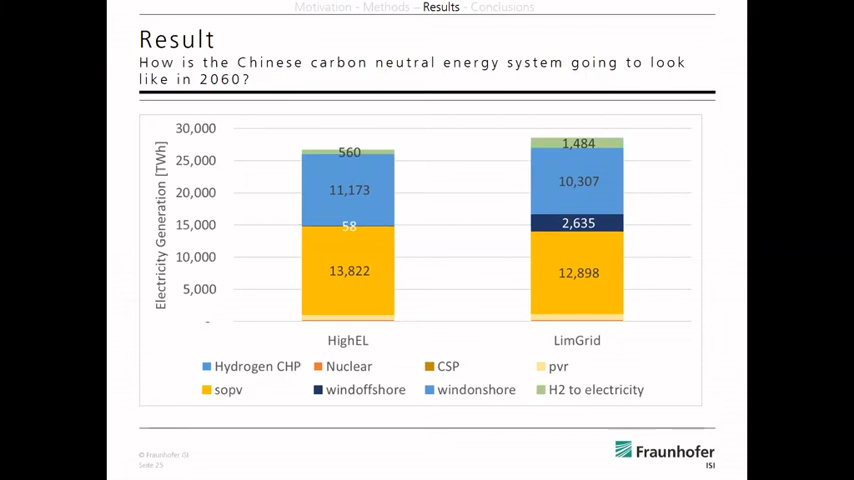 Motivation - Methods – Results - Conclusions
Result
How is the Chinese carbon neutral energy system going to look
like in 2060?
Electricity Generation [TWh]
30,000
25,000
20,000
15,000
10,000
5,000
-
560
11,173
58
13,822
1,484
10,307
2,635
12,898
HighEL
LimGrid
Hydrogen CHP
Nuclear
CSP
pvr
sopv
windoffshore
windonshore
H2 to electricity
© Fraunhofer ISI
Seite 25
Fraunhofer
ISI